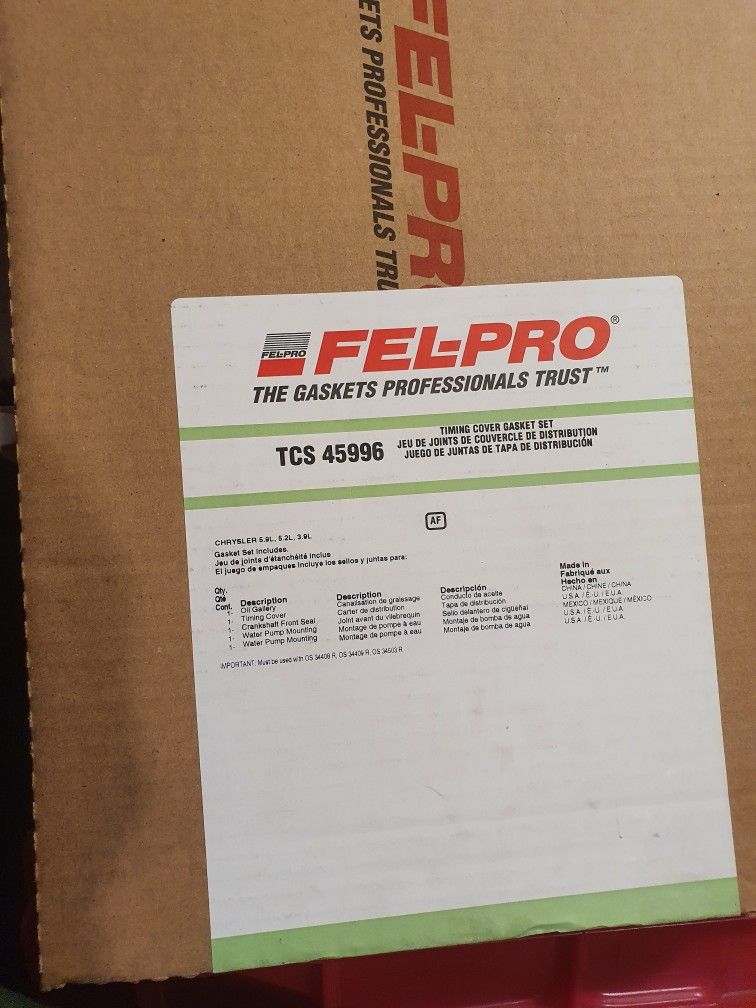 FEL-PRO
ETS PROFESSIONALS TRU
FEL-PRO
FEL-PRO®
THE GASKETS PROFESSIONALS TRUST™
TCS 45996
TIMING COVER GASKET SET
JEU DE JOINTS DE COUVERCLE DE DISTRIBUTION
JUEGO DE JUNTAS DE TAPA DE DISTRIBUCIÓN
AF
CHRYSLER 5.9L, 5.2L, 3.9L
Gasket Set Includes.
Jeu de joints d'étanchéité inclus
El juego de empaques incluye los sellos y juntas para:
Qty.
Qté
Cont. Description Description Descripción Made in
Fabriqué aux
Hecho en
1- Oil Gallery Canalisation de graissage Conducto de aceite CHINA / CHINE / CHINA
1- Timing Cover Carter de distribution Tapa de distribución U.S.A. / É.-U. / E.U.A.
1- Crankshaft Front Seal Joint avant du vilebrequin Sello delantero de cigüeñal MEXICO / MEXIQUE / MÉXICO
1- Water Pump Mounting Montage de pompe à eau Montaje de bomba de agua U.S.A. / É.-U. / E.U.A.
1- Water Pump Mounting Montage de pompe à eau Montaje de bomba de agua U.S.A. / É.-U. / E.U.A.
IMPORTANT: Must be used with OS 34408 R, OS 34409 R, OS 34503 R.